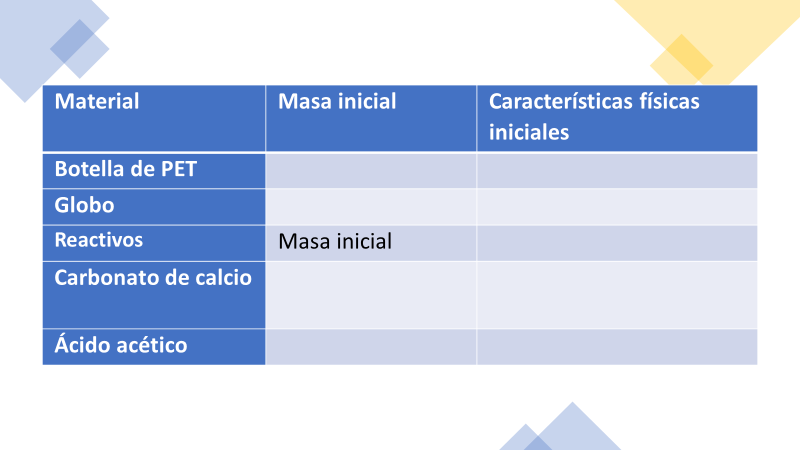 Material
Masa inicial
Características físicas
iniciales
Botella de PET
Globo
Reactivos
Masa inicial
Carbonato de calcio
Ácido acético